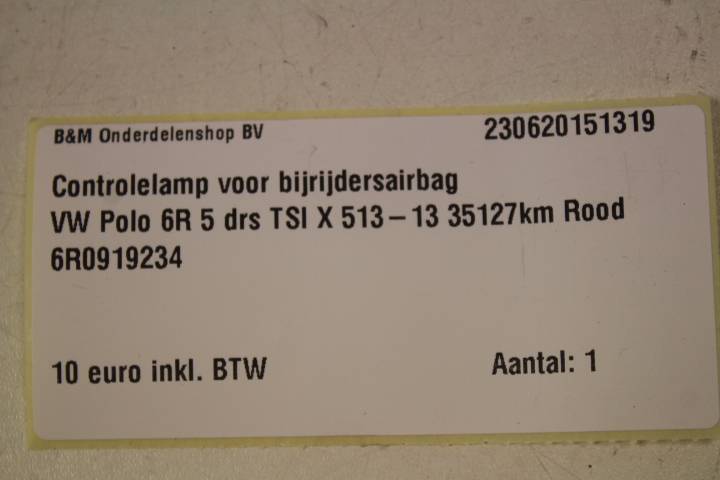 B&M Onderdelenshop BV 230620151319
Controlelamp voor bijrijdersairbag
VW Polo 6R 5 drs TSI X 513-13 35127km Rood
6R0919234
10 euro inkl. BTW Aantal: 1